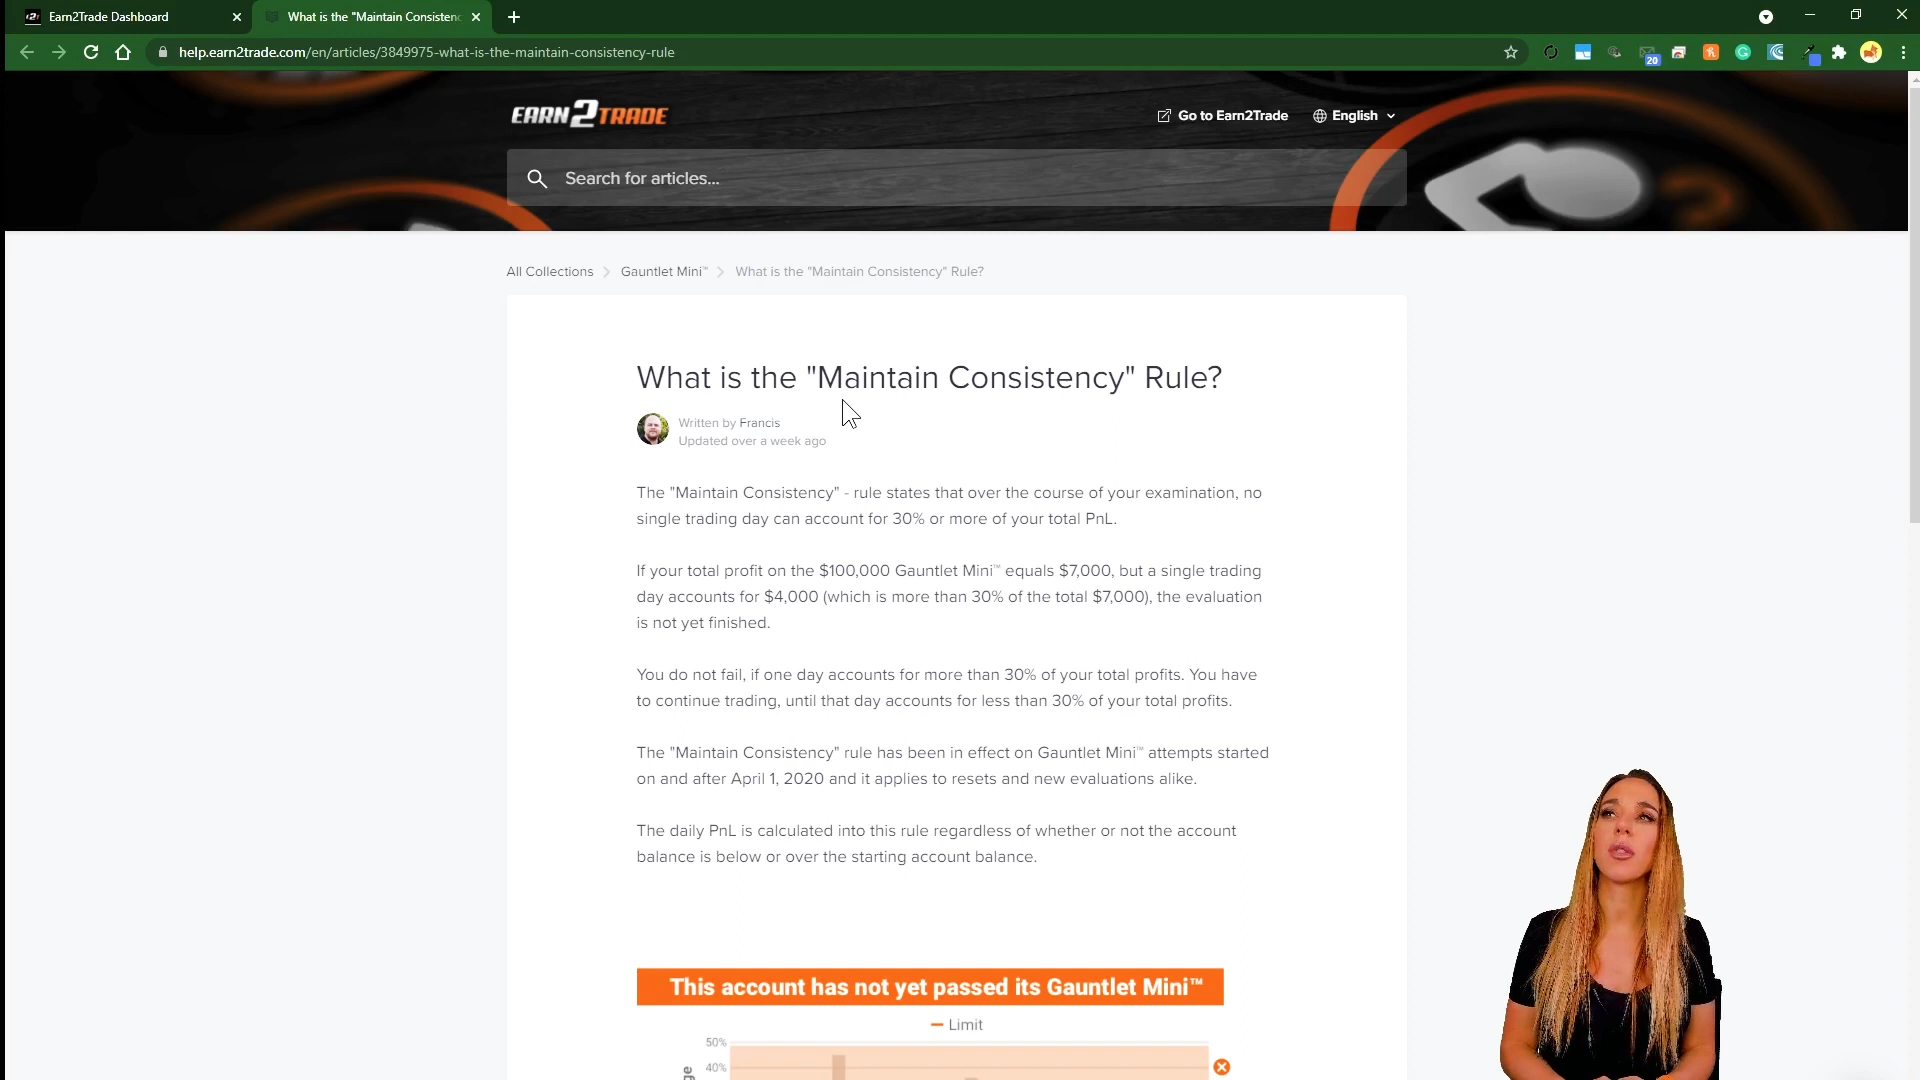 Earn2Trade Dashboard
What is the "Maintain Consistenc
help.earn2trade.com/en/articles/3849975-what-is-the-maintain-consistency-rule
20
EARN2TRADE
Go to Earn2Trade
English
Search for articles...
All Collections
Gauntlet Mini™
What is the "Maintain Consistency" Rule?
What is the "Maintain Consistency" Rule?
Written by Francis
Updated over a week ago
The "Maintain Consistency" - rule states that over the course of your examination, no
single trading day can account for 30% or more of your total PnL.
If your total profit on the $100,000 Gauntlet Mini™ equals $7,000, but a single trading
day accounts for $4,000 (which is more than 30% of the total $7,000), the evaluation
is not yet finished.
You do not fail, if one day accounts for more than 30% of your total profits. You have
to continue trading, until that day accounts for less than 30% of your total profits.
The "Maintain Consistency" rule has been in effect on Gauntlet Mini™ attempts started
on and after April 1, 2020 and it applies to resets and new evaluations alike.
The daily PnL is calculated into this rule regardless of whether or not the account
balance is below or over the starting account balance.
This account has not yet passed its Gauntlet Mini™
Limit
50%
40%